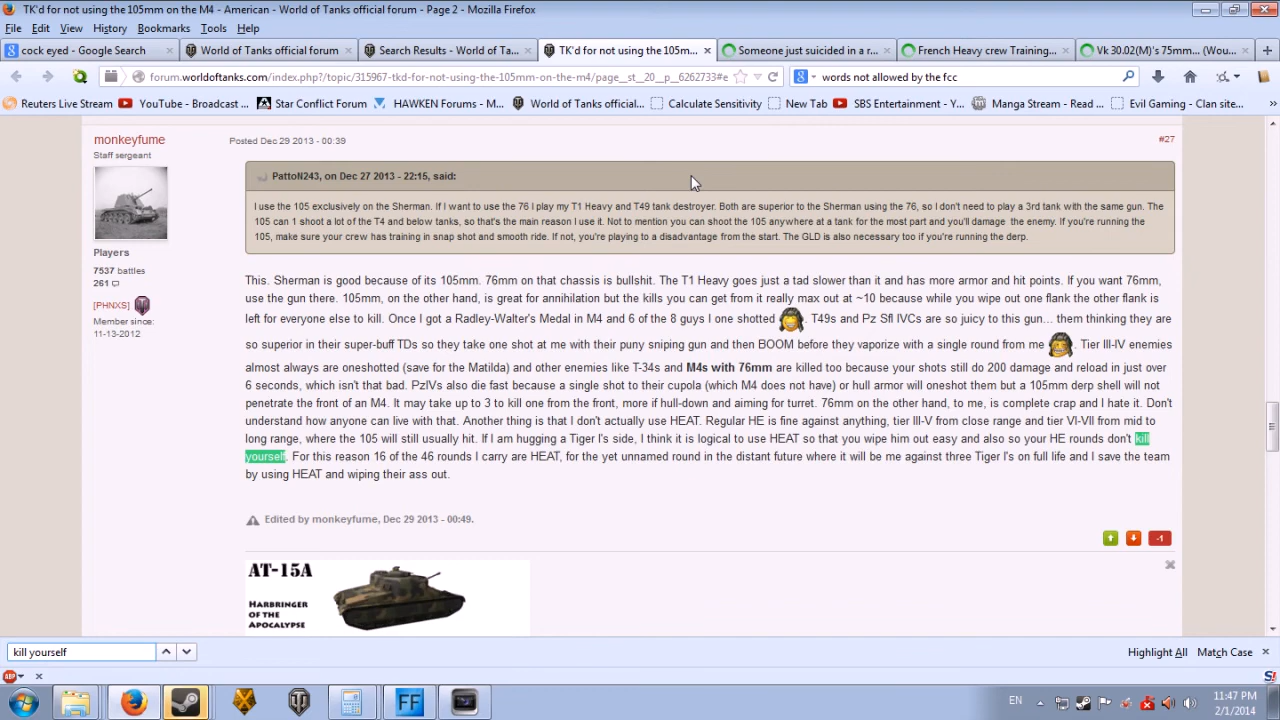 TK'd for not using the 105mm on the M4 - American - World of Tanks official forum - Page 2 - Mozilla Firefox
File Edit View History Bookmarks Tools Help
cock eyed - Google Search
World of Tanks official forum
Search Results - World of Ta...
TK'd for not using the 105m...
Someone just suicided in a r...
French Heavy crew Training...
Vk 30.02(M)'s 75mm... (Wou...
forum.worldoftanks.com/index.php?/topic/315967-tkd-for-not-using-the-105mm-on-the-m4/page__st__20__p__6262733#e
words not allowed by the fcc
Reuters Live Stream
YouTube - Broadcast ...
Star Conflict Forum
HAWKEN Forums - M...
World of Tanks official...
Calculate Sensitivity
New Tab
SBS Entertainment - Y...
Manga Stream - Read ...
Evil Gaming - Clan site...
monkeyfume
Posted Dec 29 2013 - 00:39
#27
Staff sergeant
PattoN243, on Dec 27 2013 - 22:15, said:
I use the 105 exclusively on the Sherman. If I want to use the 76 I play my T1 Heavy and T49 tank destroyer. Both are superior to the Sherman using the 76, so I don't need to play a 3rd tank with the same gun. The
105 can 1 shoot a lot of the T4 and below tanks, so that's the main reason I use it. Not to mention you can shoot the 105 anywhere at a tank for the most part and you'll damage the enemy. If you're running the
105, make sure your crew has training in snap shot and smooth ride. If not, you're playing to a disadvantage from the start. The GLD is also necessary too if you're running the derp.
Players
7537 battles
261
[PHNXS]
Member since:
11-13-2012
This. Sherman is good because of its 105mm. 76mm on that chassis is bullshit. The T1 Heavy goes just a tad slower than it and has more armor and hit points. If you want 76mm,
use the gun there. 105mm, on the other hand, is great for annihilation but the kills you can get from it really max out at ~10 because while you wipe out one flank the other flank is
left for everyone else to kill. Once I got a Radley-Walter's Medal in M4 and 6 of the 8 guys I one shotted . T49s and Pz Sfl IVCs are so juicy to this gun... them thinking they are
so superior in their super-buff TDs so they take one shot at me with their puny sniping gun and then BOOM before they vaporize with a single round from me . Tier III-IV enemies
almost always are oneshotted (save for the Matilda) and other enemies like T-34s and M4s with 76mm are killed too because your shots still do 200 damage and reload in just over
6 seconds, which isn't that bad. PzIVs also die fast because a single shot to their cupola (which M4 does not have) or hull armor will oneshot them but a 105mm derp shell will not
penetrate the front of an M4. It may take up to 3 to kill one from the front, more if hull-down and aiming for turret. 76mm on the other hand, to me, is complete crap and I hate it. Don't
understand how anyone can live with that. Another thing is that I don't actually use HEAT. Regular HE is fine against anything, tier III-V from close range and tier VI-VII from mid to
long range, where the 105 will still usually hit. If I am hugging a Tiger I's side, I think it is logical to use HEAT so that you wipe him out easy and also so your HE rounds don't kill
yourself. For this reason 16 of the 46 rounds I carry are HEAT, for the yet unnamed round in the distant future where it will be me against three Tiger I's on full life and I save the team
by using HEAT and wiping their ass out.
Edited by monkeyfume, Dec 29 2013 - 00:49.
-1
AT-15A
Harbringer
of the
Apocalypse
kill yourself
Highlight All Match Case
ABP
S!
FF
EN
11:47 PM
2/1/2014